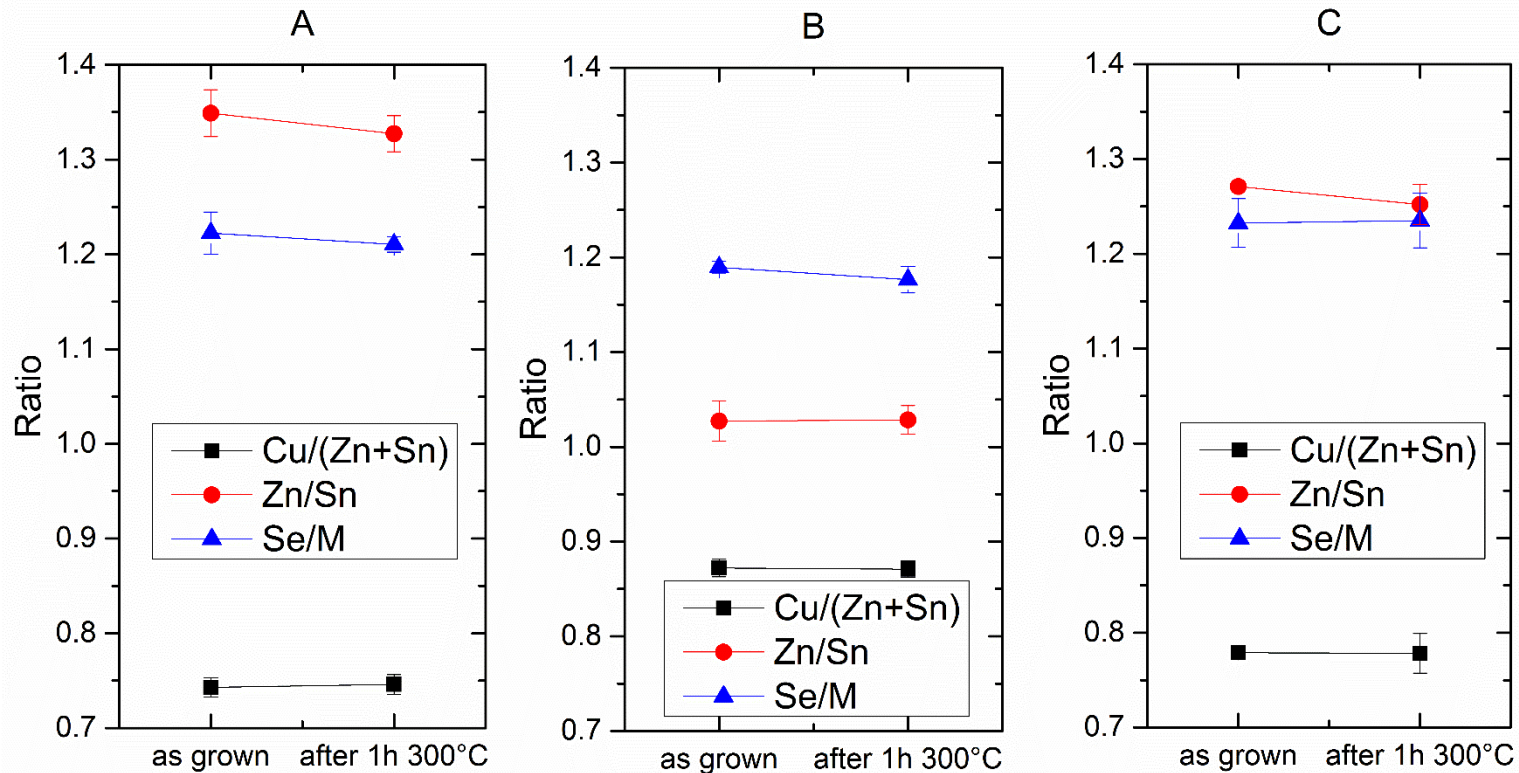 A
1.4
1.3
1.2
1.1
1.0
0.9
0.8
0.7
Ratio
Cu/(Zn+Sn)
Zn/Sn
Se/M
as grown
after 1h 300°C
B
1.4
1.3
1.2
1.1
1.0
0.9
0.8
0.7
Ratio
Cu/(Zn+Sn)
Zn/Sn
Se/M
as grown
after 1h 300°C
C
1.4
1.3
1.2
1.1
1.0
0.9
0.8
0.7
Ratio
Cu/(Zn+Sn)
Zn/Sn
Se/M
as grown
after 1h 300°C